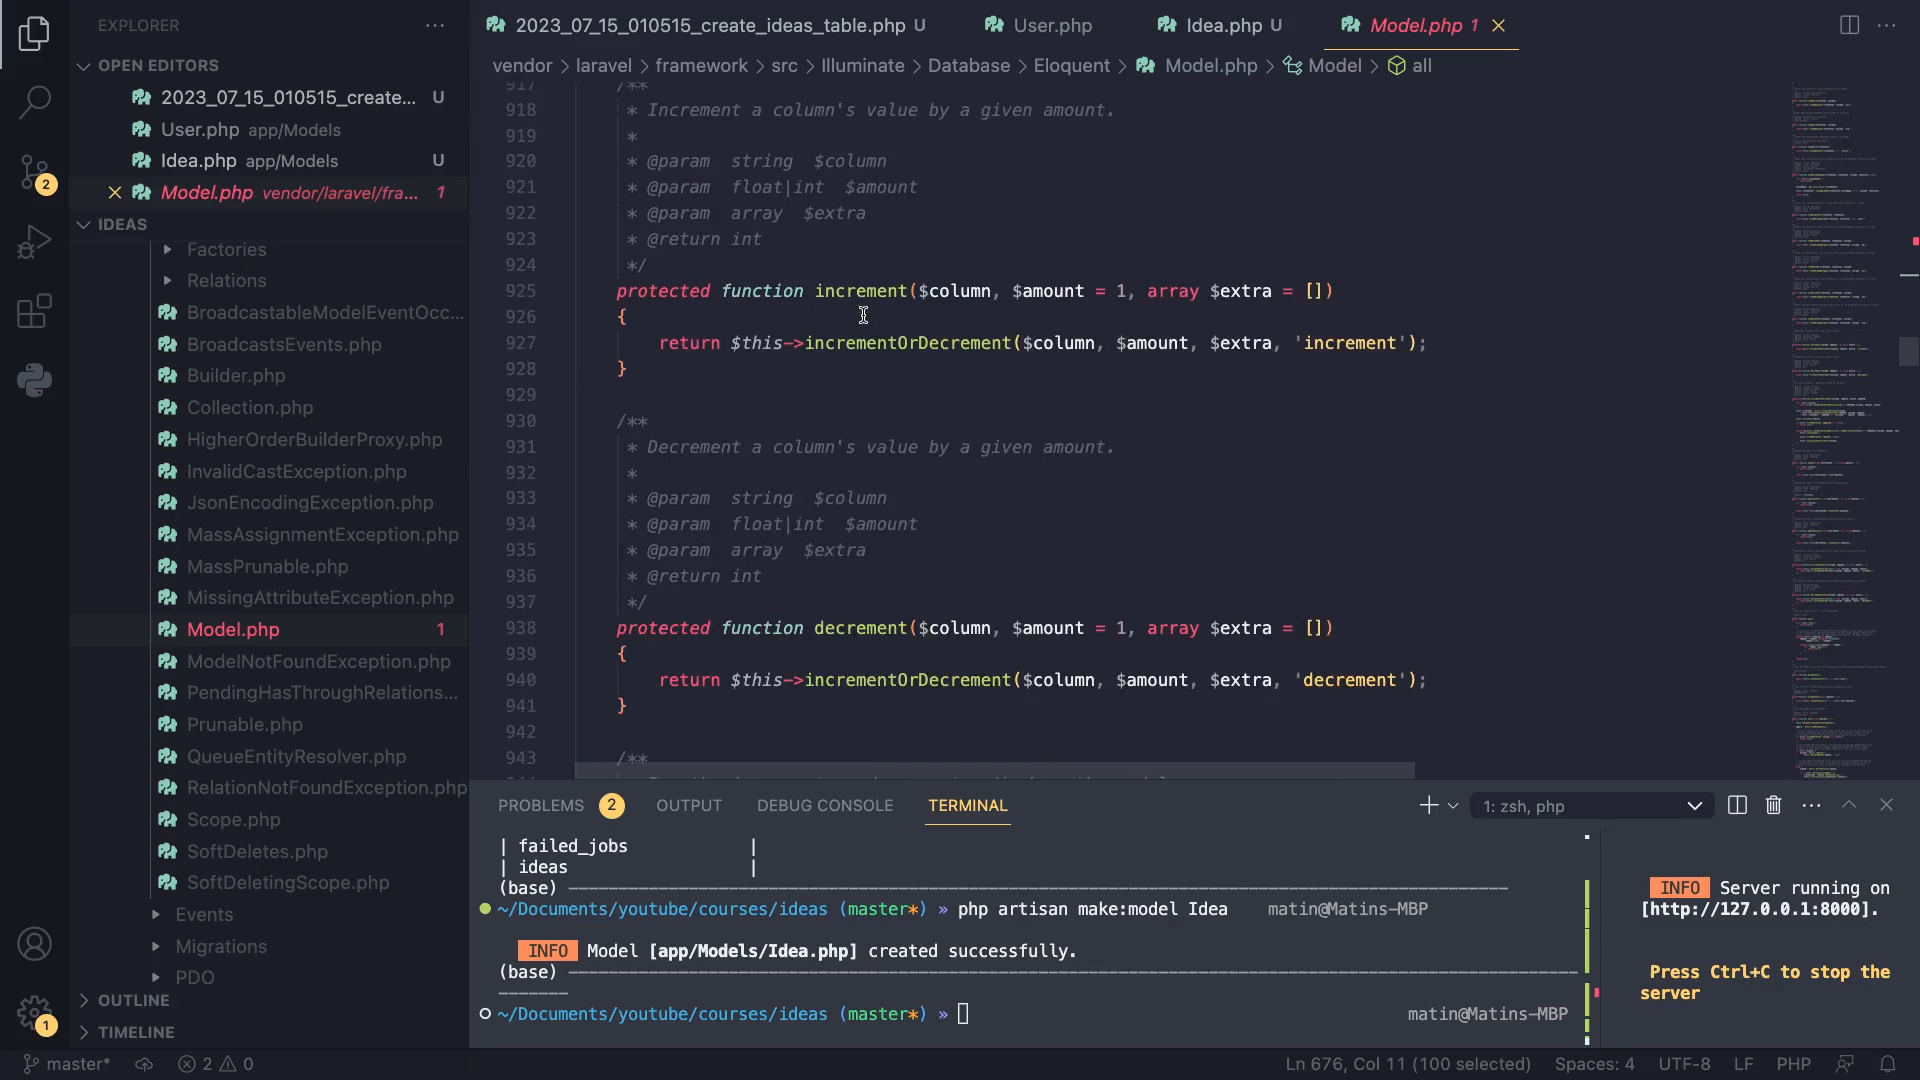 EXPLORER
OPEN EDITORS
2023_07_15_010515_create... U
User.php app/Models
Idea.php app/Models U
Model.php vendor/laravel/fra... 1
IDEAS
Factories
Relations
BroadcastableModelEventOcc...
BroadcastsEvents.php
Builder.php
Collection.php
HigherOrderBuilderProxy.php
InvalidCastException.php
JsonEncodingException.php
MassAssignmentException.php
MassPrunable.php
MissingAttributeException.php
Model.php 1
ModelNotFoundException.php
PendingHasThroughRelations...
Prunable.php
QueueEntityResolver.php
RelationNotFoundException.php
Scope.php
SoftDeletes.php
SoftDeletingScope.php
Events
Migrations
PDO
OUTLINE
TIMELINE
2
1
2023_07_15_010515_create_ideas_table.php U User.php Idea.php U Model.php 1
vendor > laravel > framework > src > Illuminate > Database > Eloquent > Model.php > Model > all
917 /**
918 * Increment a column's value by a given amount.
919 *
920 * @param string $column
921 * @param float|int $amount
922 * @param array $extra
923 * @return int
924 */
925 protected function increment($column, $amount = 1, array $extra = [])
926 {
927 return $this->incrementOrDecrement($column, $amount, $extra, 'increment');
928 }
929
930 /**
931 * Decrement a column's value by a given amount.
932 *
933 * @param string $column
934 * @param float|int $amount
935 * @param array $extra
936 * @return int
937 */
938 protected function decrement($column, $amount = 1, array $extra = [])
939 {
940 return $this->incrementOrDecrement($column, $amount, $extra, 'decrement');
941 }
942
943 /**
PROBLEMS 2 OUTPUT DEBUG CONSOLE TERMINAL 1: zsh, php
| failed_jobs |
| ideas |
(base)
~/Documents/youtube/courses/ideas (master*) » php artisan make:model Idea matin@Matins-MBP
INFO Model [app/Models/Idea.php] created successfully.
(base)
~/Documents/youtube/courses/ideas (master*) » matin@Matins-MBP
INFO Server running on
[http://127.0.0.1:8000].
Press Ctrl+C to stop the
server
master* 2 0 Ln 676, Col 11 (100 selected) Spaces: 4 UTF-8 LF PHP